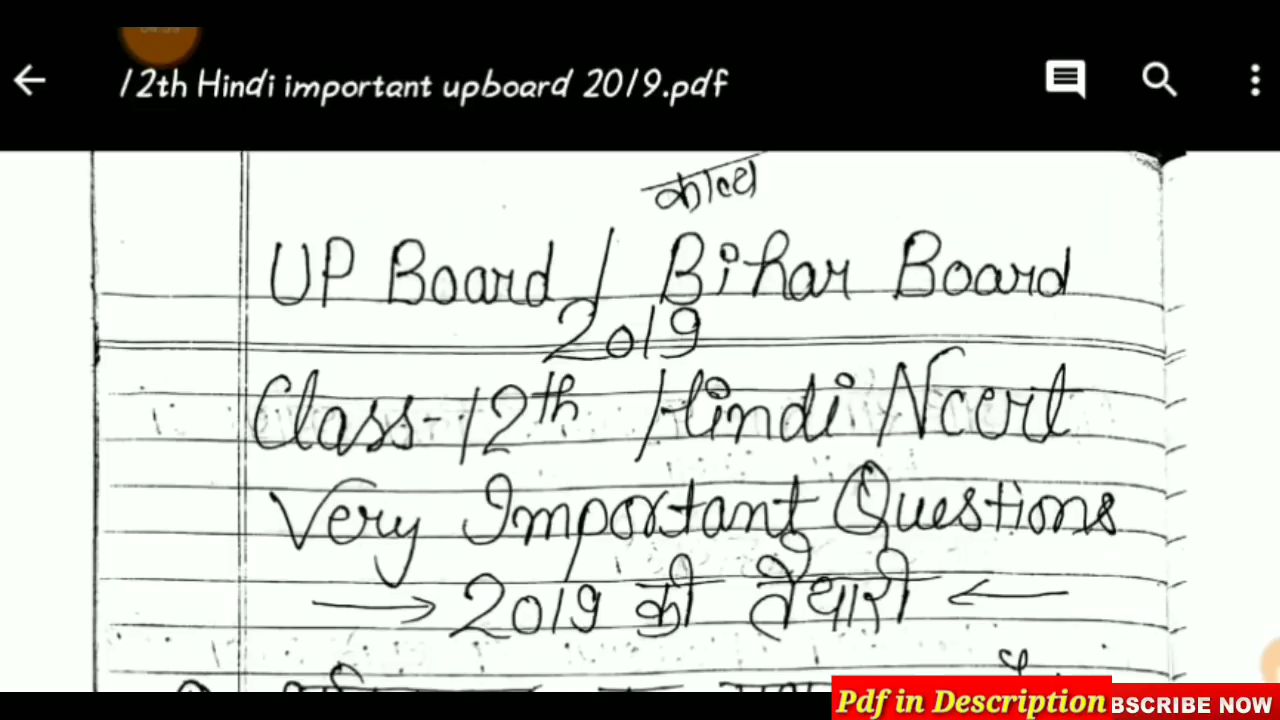 12th Hindi important upboard 2019.pdf
काव्य
UP Board / Bihar Board
2019
Class-12th / Hindi / Ncert
Very Important Questions
→ 2019 की तैयारी ←
Pdf in Description
BSCRIBE NOW